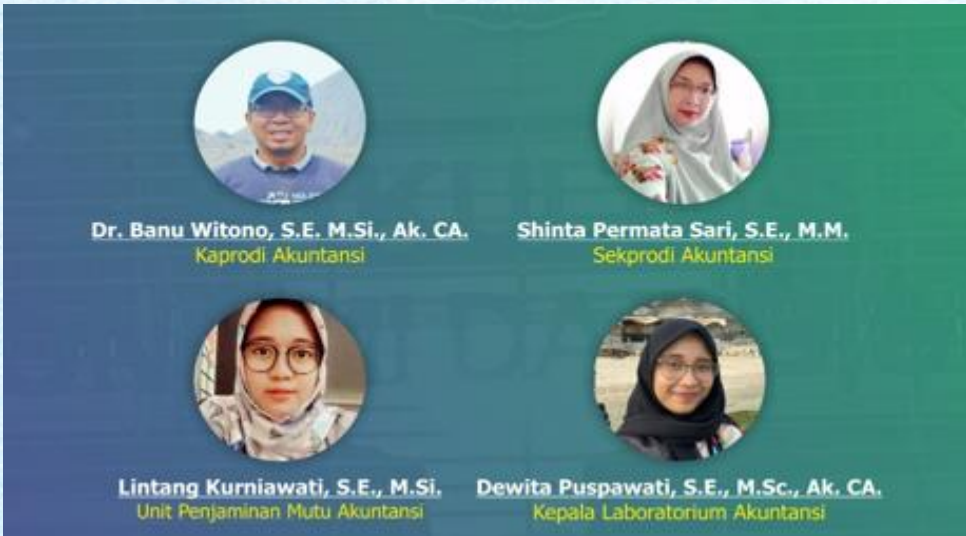 Dr. Banu Witono, S.E. M.Si., Ak. CA.
Kaprodi Akuntansi
Shinta Permata Sari, S.E., M.M.
Sekprodi Akuntansi
Lintang Kurniawati, S.E., M.Si.
Unit Penjaminan Mutu Akuntansi
Dewita Puspawati, S.E., M.Sc., Ak. CA.
Kepala Laboratorium Akuntansi